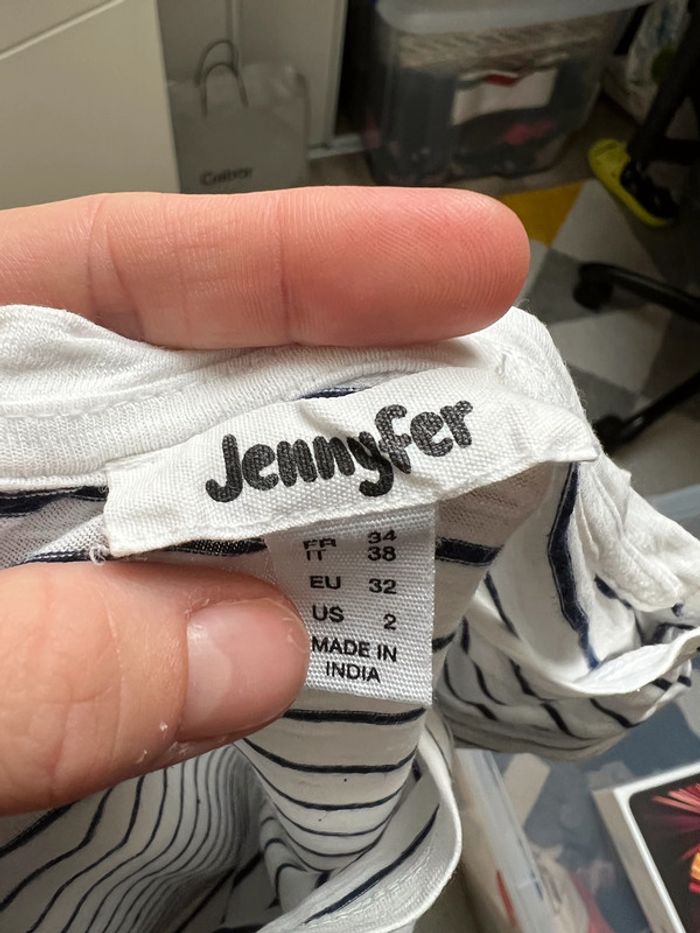 Jennyfer
FR 34
IT 38
EU 32
US 2
MADE IN
INDIA